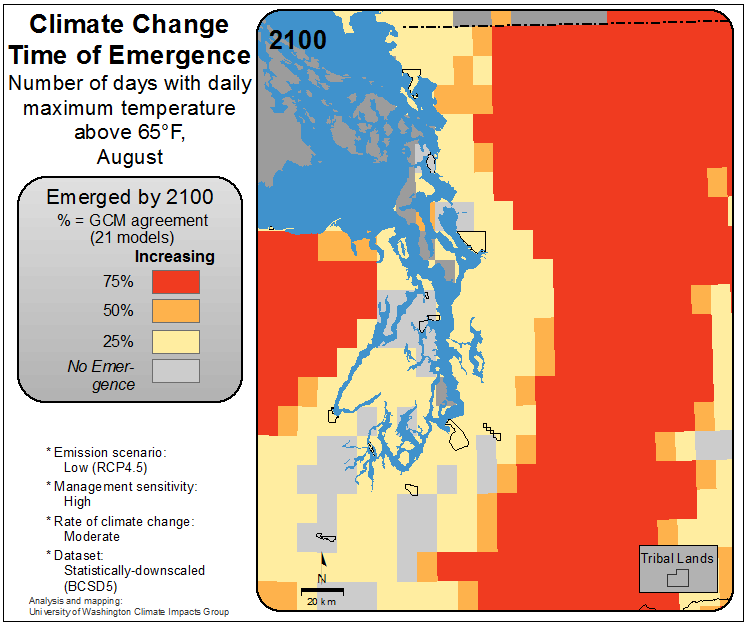 Climate Change
Time of Emergence
Number of days with daily
maximum temperature
above 65°F,
August
Emerged by 2100
% = GCM agreement
(21 models)
Increasing
75%
50%
25%
No Emer-
gence
* Emission scenario:
Low (RCP4.5)
* Management sensitivity:
High
* Rate of climate change:
Moderate
* Dataset:
Statistically-downscaled
(BCSD5)
Analysis and mapping:
University of Washington Climate Impacts Group
2100
Tribal Lands
N
20 km